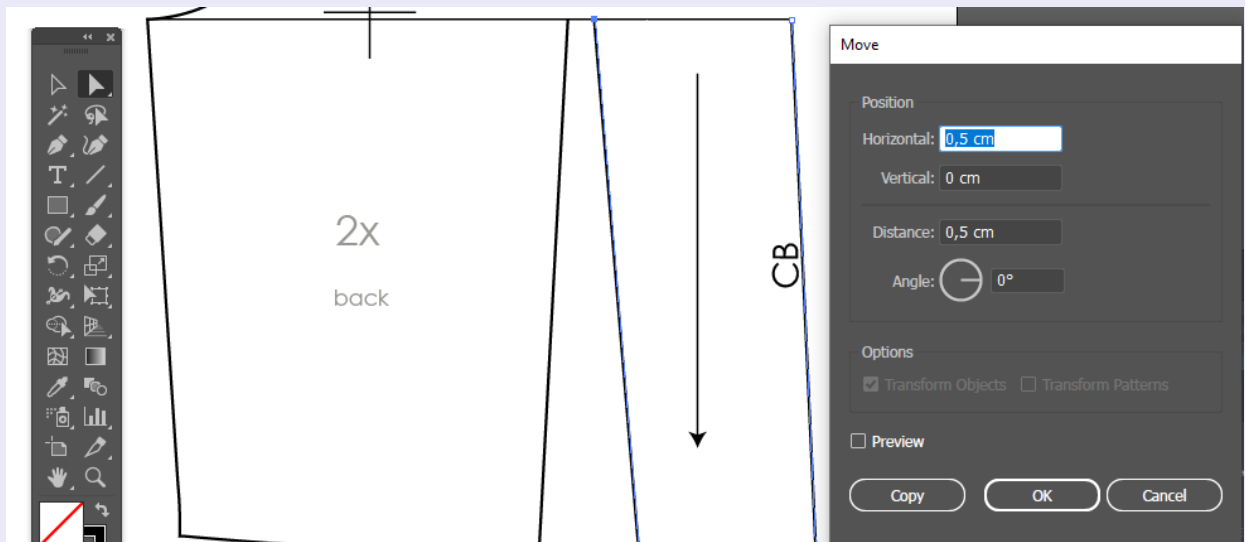 Move
Position
Horizontal: 0,5 cm
Vertical: 0 cm
Distance: 0,5 cm
Angle: 0°
Options
Transform Objects Transform Patterns
Preview
Copy OK Cancel
2x
back
CB